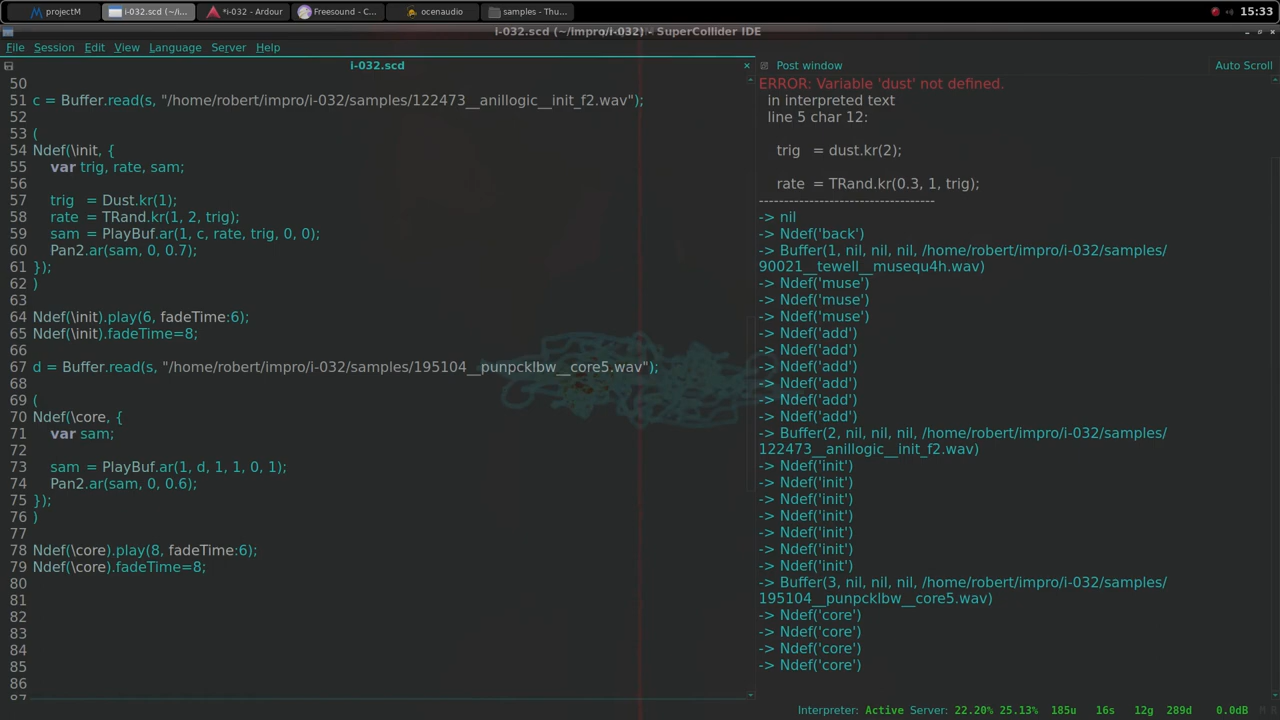 projectM
i-032.scd (~/i...
*i-032 - Ardour
Freesound - C...
ocenaudio
samples - Thu...
15:33
i-032.scd (~/impro/i-032) - SuperCollider IDE
File Session Edit View Language Server Help
i-032.scd
50
51 c = Buffer.read(s, "/home/robert/impro/i-032/samples/122473__anillogic__init_f2.wav");
52
53 (
54 Ndef(\init, {
55 var trig, rate, sam;
56
57 trig = Dust.kr(1);
58 rate = TRand.kr(1, 2, trig);
59 sam = PlayBuf.ar(1, c, rate, trig, 0, 0);
60 Pan2.ar(sam, 0, 0.7);
61 });
62 )
63
64 Ndef(\init).play(6, fadeTime:6);
65 Ndef(\init).fadeTime=8;
66
67 d = Buffer.read(s, "/home/robert/impro/i-032/samples/195104__punpcklbw__core5.wav");
68
69 (
70 Ndef(\core, {
71 var sam;
72
73 sam = PlayBuf.ar(1, d, 1, 1, 0, 1);
74 Pan2.ar(sam, 0, 0.6);
75 });
76 )
77
78 Ndef(\core).play(8, fadeTime:6);
79 Ndef(\core).fadeTime=8;
80
81
82
83
84
85
86
87
Post window
Auto Scroll
ERROR: Variable 'dust' not defined.
in interpreted text
line 5 char 12:
trig = dust.kr(2);
rate = TRand.kr(0.3, 1, trig);
-----------------------------------
-> nil
-> Ndef('back')
-> Buffer(1, nil, nil, nil, /home/robert/impro/i-032/samples/
90021__tewell__musequ4h.wav)
-> Ndef('muse')
-> Ndef('muse')
-> Ndef('muse')
-> Ndef('add')
-> Ndef('add')
-> Ndef('add')
-> Ndef('add')
-> Ndef('add')
-> Ndef('add')
-> Buffer(2, nil, nil, nil, /home/robert/impro/i-032/samples/
122473__anillogic__init_f2.wav)
-> Ndef('init')
-> Ndef('init')
-> Ndef('init')
-> Ndef('init')
-> Ndef('init')
-> Ndef('init')
-> Ndef('init')
-> Buffer(3, nil, nil, nil, /home/robert/impro/i-032/samples/
195104__punpcklbw__core5.wav)
-> Ndef('core')
-> Ndef('core')
-> Ndef('core')
-> Ndef('core')
Interpreter: Active Server: 22.20% 25.13% 185u 16s 12g 289d 0.0dB